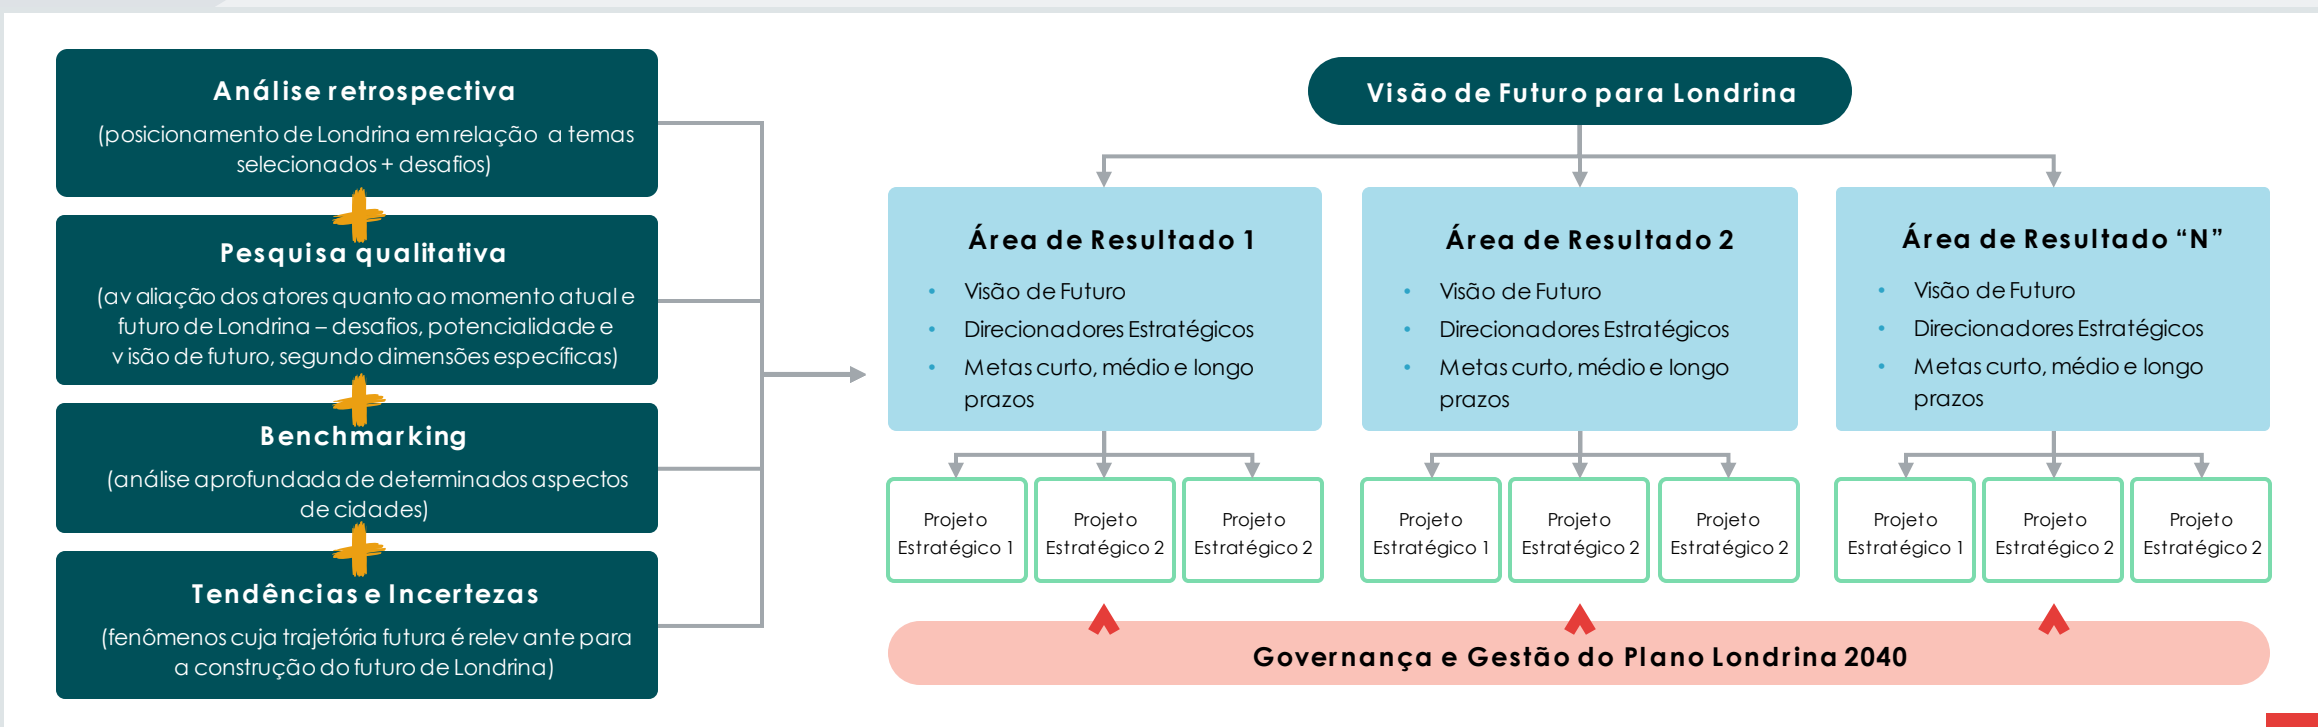 Análise retrospectiva
(posicionamento de Londrina em relação a temas
selecionados + desafios)
Pesquisa qualitativa
(avaliação dos atores quanto ao momento atual e
futuro de Londrina – desafios, potencialidade e
visão de futuro, segundo dimensões específicas)
Benchmarking
(análise aprofundada de determinados aspectos
de cidades)
Tendências e Incertezas
(fenômenos cuja trajetória futura é relevante para
a construção do futuro de Londrina)
Visão de Futuro para Londrina
Área de Resultado 1
• Visão de Futuro
• Direcionadores Estratégicos
• Metas curto, médio e longo
prazos
Área de Resultado 2
• Visão de Futuro
• Direcionadores Estratégicos
• Metas curto, médio e longo
prazos
Área de Resultado “N”
• Visão de Futuro
• Direcionadores Estratégicos
• Metas curto, médio e longo
prazos
Projeto
Estratégico 1
Projeto
Estratégico 2
Projeto
Estratégico 2
Projeto
Estratégico 1
Projeto
Estratégico 2
Projeto
Estratégico 2
Projeto
Estratégico 1
Projeto
Estratégico 2
Projeto
Estratégico 2
Governança e Gestão do Plano Londrina 2040